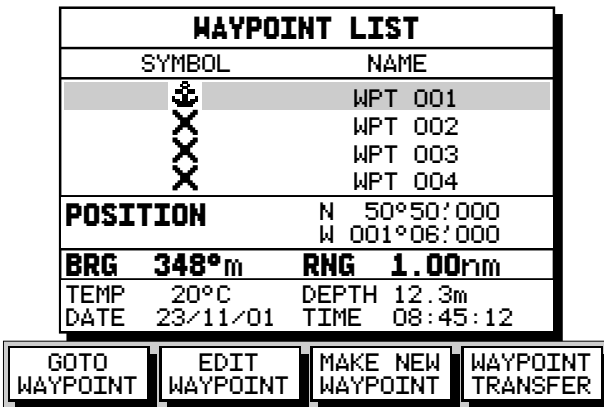 WAYPOINT LIST
SYMBOL NAME
WPT 001
WPT 002
WPT 003
WPT 004
POSITION N 50°50'.000
W 001°06'.000
BRG 348°m RNG 1.00nm
TEMP 20°C DEPTH 12.3m
DATE 23/11/01 TIME 08:45:12
GOTO WAYPOINT
EDIT WAYPOINT
MAKE NEW WAYPOINT
WAYPOINT TRANSFER